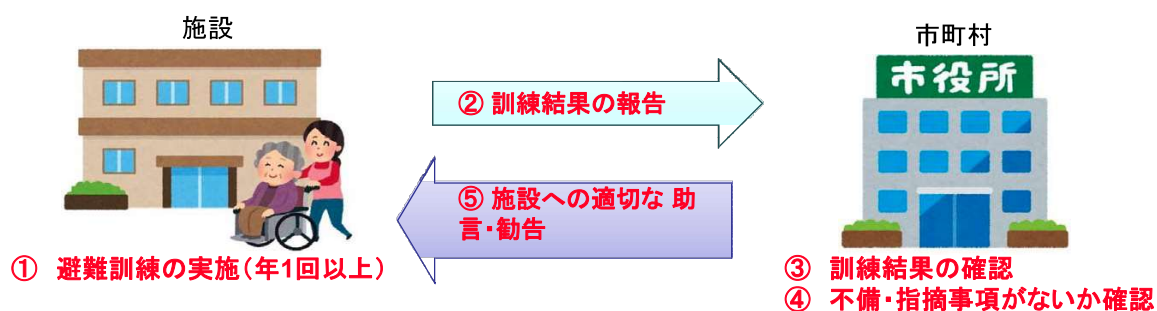 施設
市町村
市役所
② 訓練結果の報告
⑤ 施設への適切な 助
言・勧告
① 避難訓練の実施（年1回以上）
③ 訓練結果の確認
④ 不備・指摘事項がないか確認